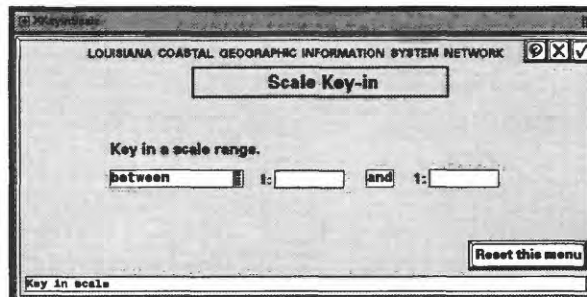 XKeyinScale
LOUISIANA COASTAL GEOGRAPHIC INFORMATION SYSTEM NETWORK
Scale Key-in
Key in a scale range.
between 1: and 1:
Reset this menu
Key in scale